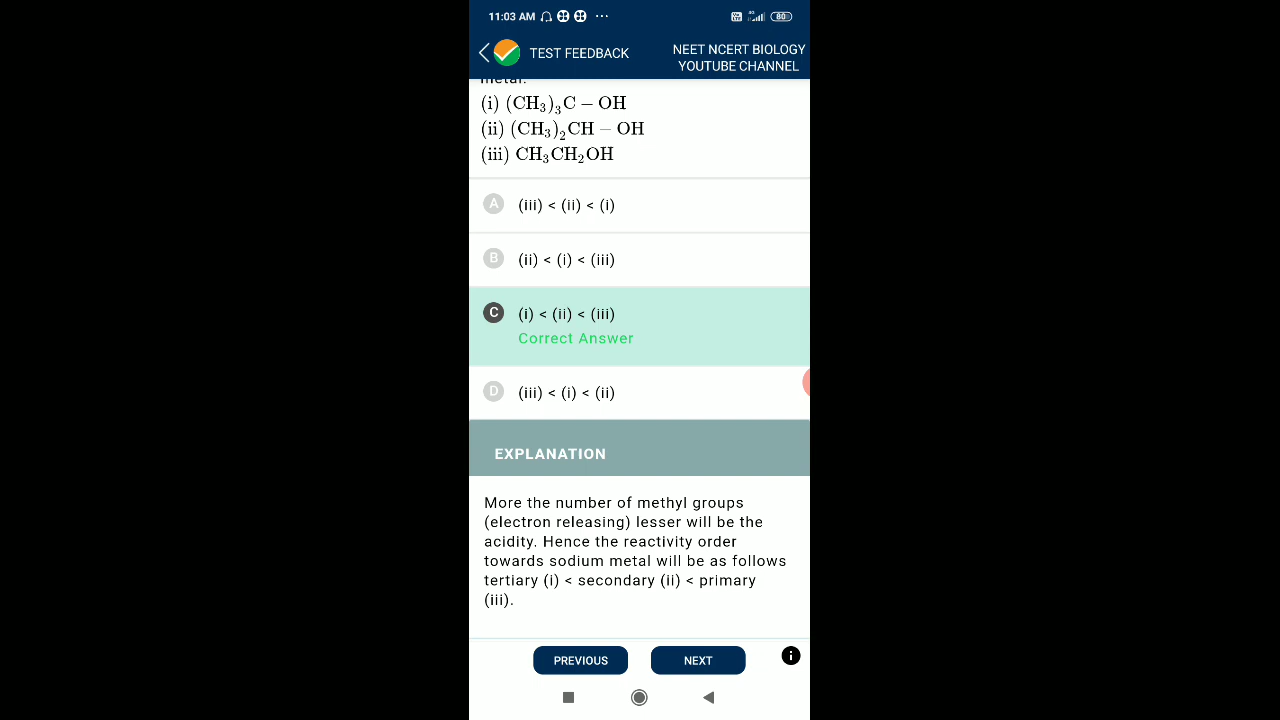 11:03 AM ...
80
TEST FEEDBACK
NEET NCERT BIOLOGY
YOUTUBE CHANNEL
metal.
(i) (CH₃)₃C – OH
(ii) (CH₃)₂CH – OH
(iii) CH₃CH₂OH
A (iii) < (ii) < (i)
B (ii) < (i) < (iii)
C (i) < (ii) < (iii)
Correct Answer
D (iii) < (i) < (ii)
EXPLANATION
More the number of methyl groups
(electron releasing) lesser will be the
acidity. Hence the reactivity order
towards sodium metal will be as follows
tertiary (i) < secondary (ii) < primary
(iii).
PREVIOUS
NEXT